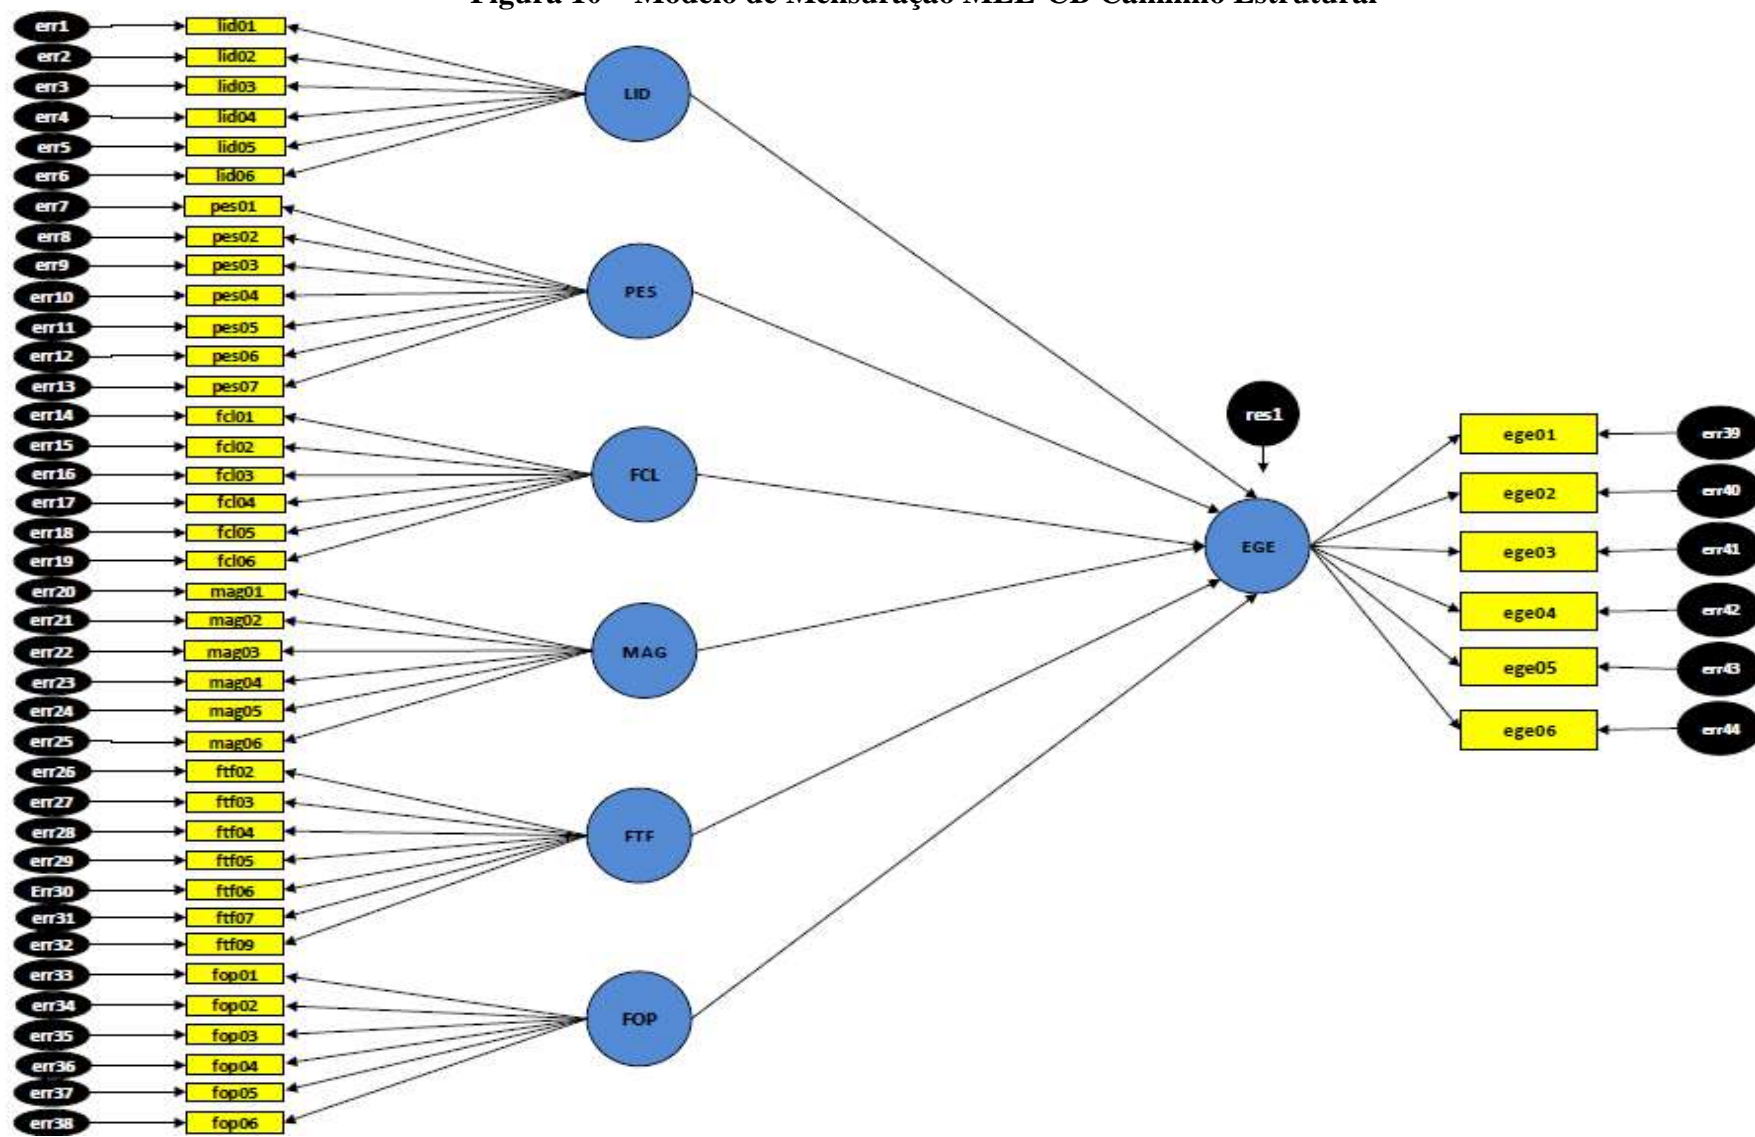 Figura 16 – Modelo de Mensuração MEE-CB Caminho Estrutural
err1 lid01
err2 lid02
err3 lid03
err4 lid04
err5 lid05
err6 lid06
LID
err7 pes01
err8 pes02
err9 pes03
err10 pes04
err11 pes05
err12 pes06
err13 pes07
PES
err14 fcl01
err15 fcl02
err16 fcl03
err17 fcl04
err18 fcl05
err19 fcl06
FCL
err20 mag01
err21 mag02
err22 mag03
err23 mag04
err24 mag05
err25 mag06
MAG
err26 ftf02
err27 ftf03
err28 ftf04
err29 ftf05
Err30 ftf06
err31 ftf07
err32 ftf09
FTF
err33 fop01
err34 fop02
err35 fop03
err36 fop04
err37 fop05
err38 fop06
FOP
res1
EGE
ege01 err39
ege02 err40
ege03 err41
ege04 err42
ege05 err43
ege06 err44